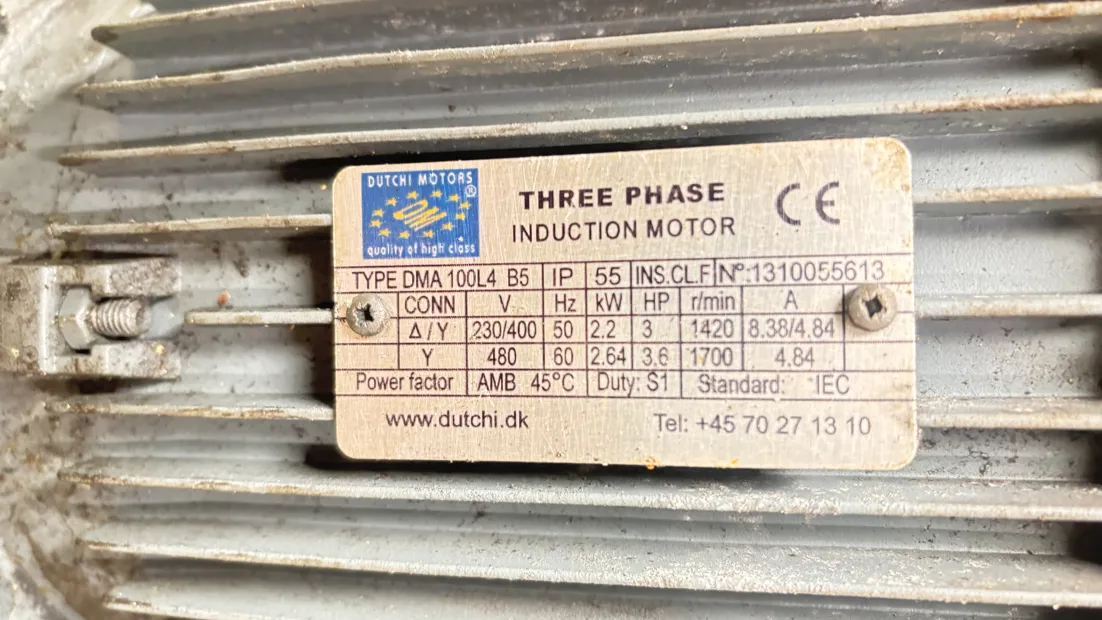 DUTCHI MOTORS ®
DM
quality of high class
THREE PHASE
INDUCTION MOTOR
CE
TYPE DMA 100L4 B5 IP 55 INS.CL.F Nº:1310055613
CONN V Hz kW HP r/min A
Δ/Y 230/400 50 2.2 3 1420 8.38/4.84
Y 480 60 2.64 3.6 1700 4.84
Power factor AMB 45°C Duty: S1 Standard: IEC
www.dutchi.dk Tel: +45 70 27 13 10